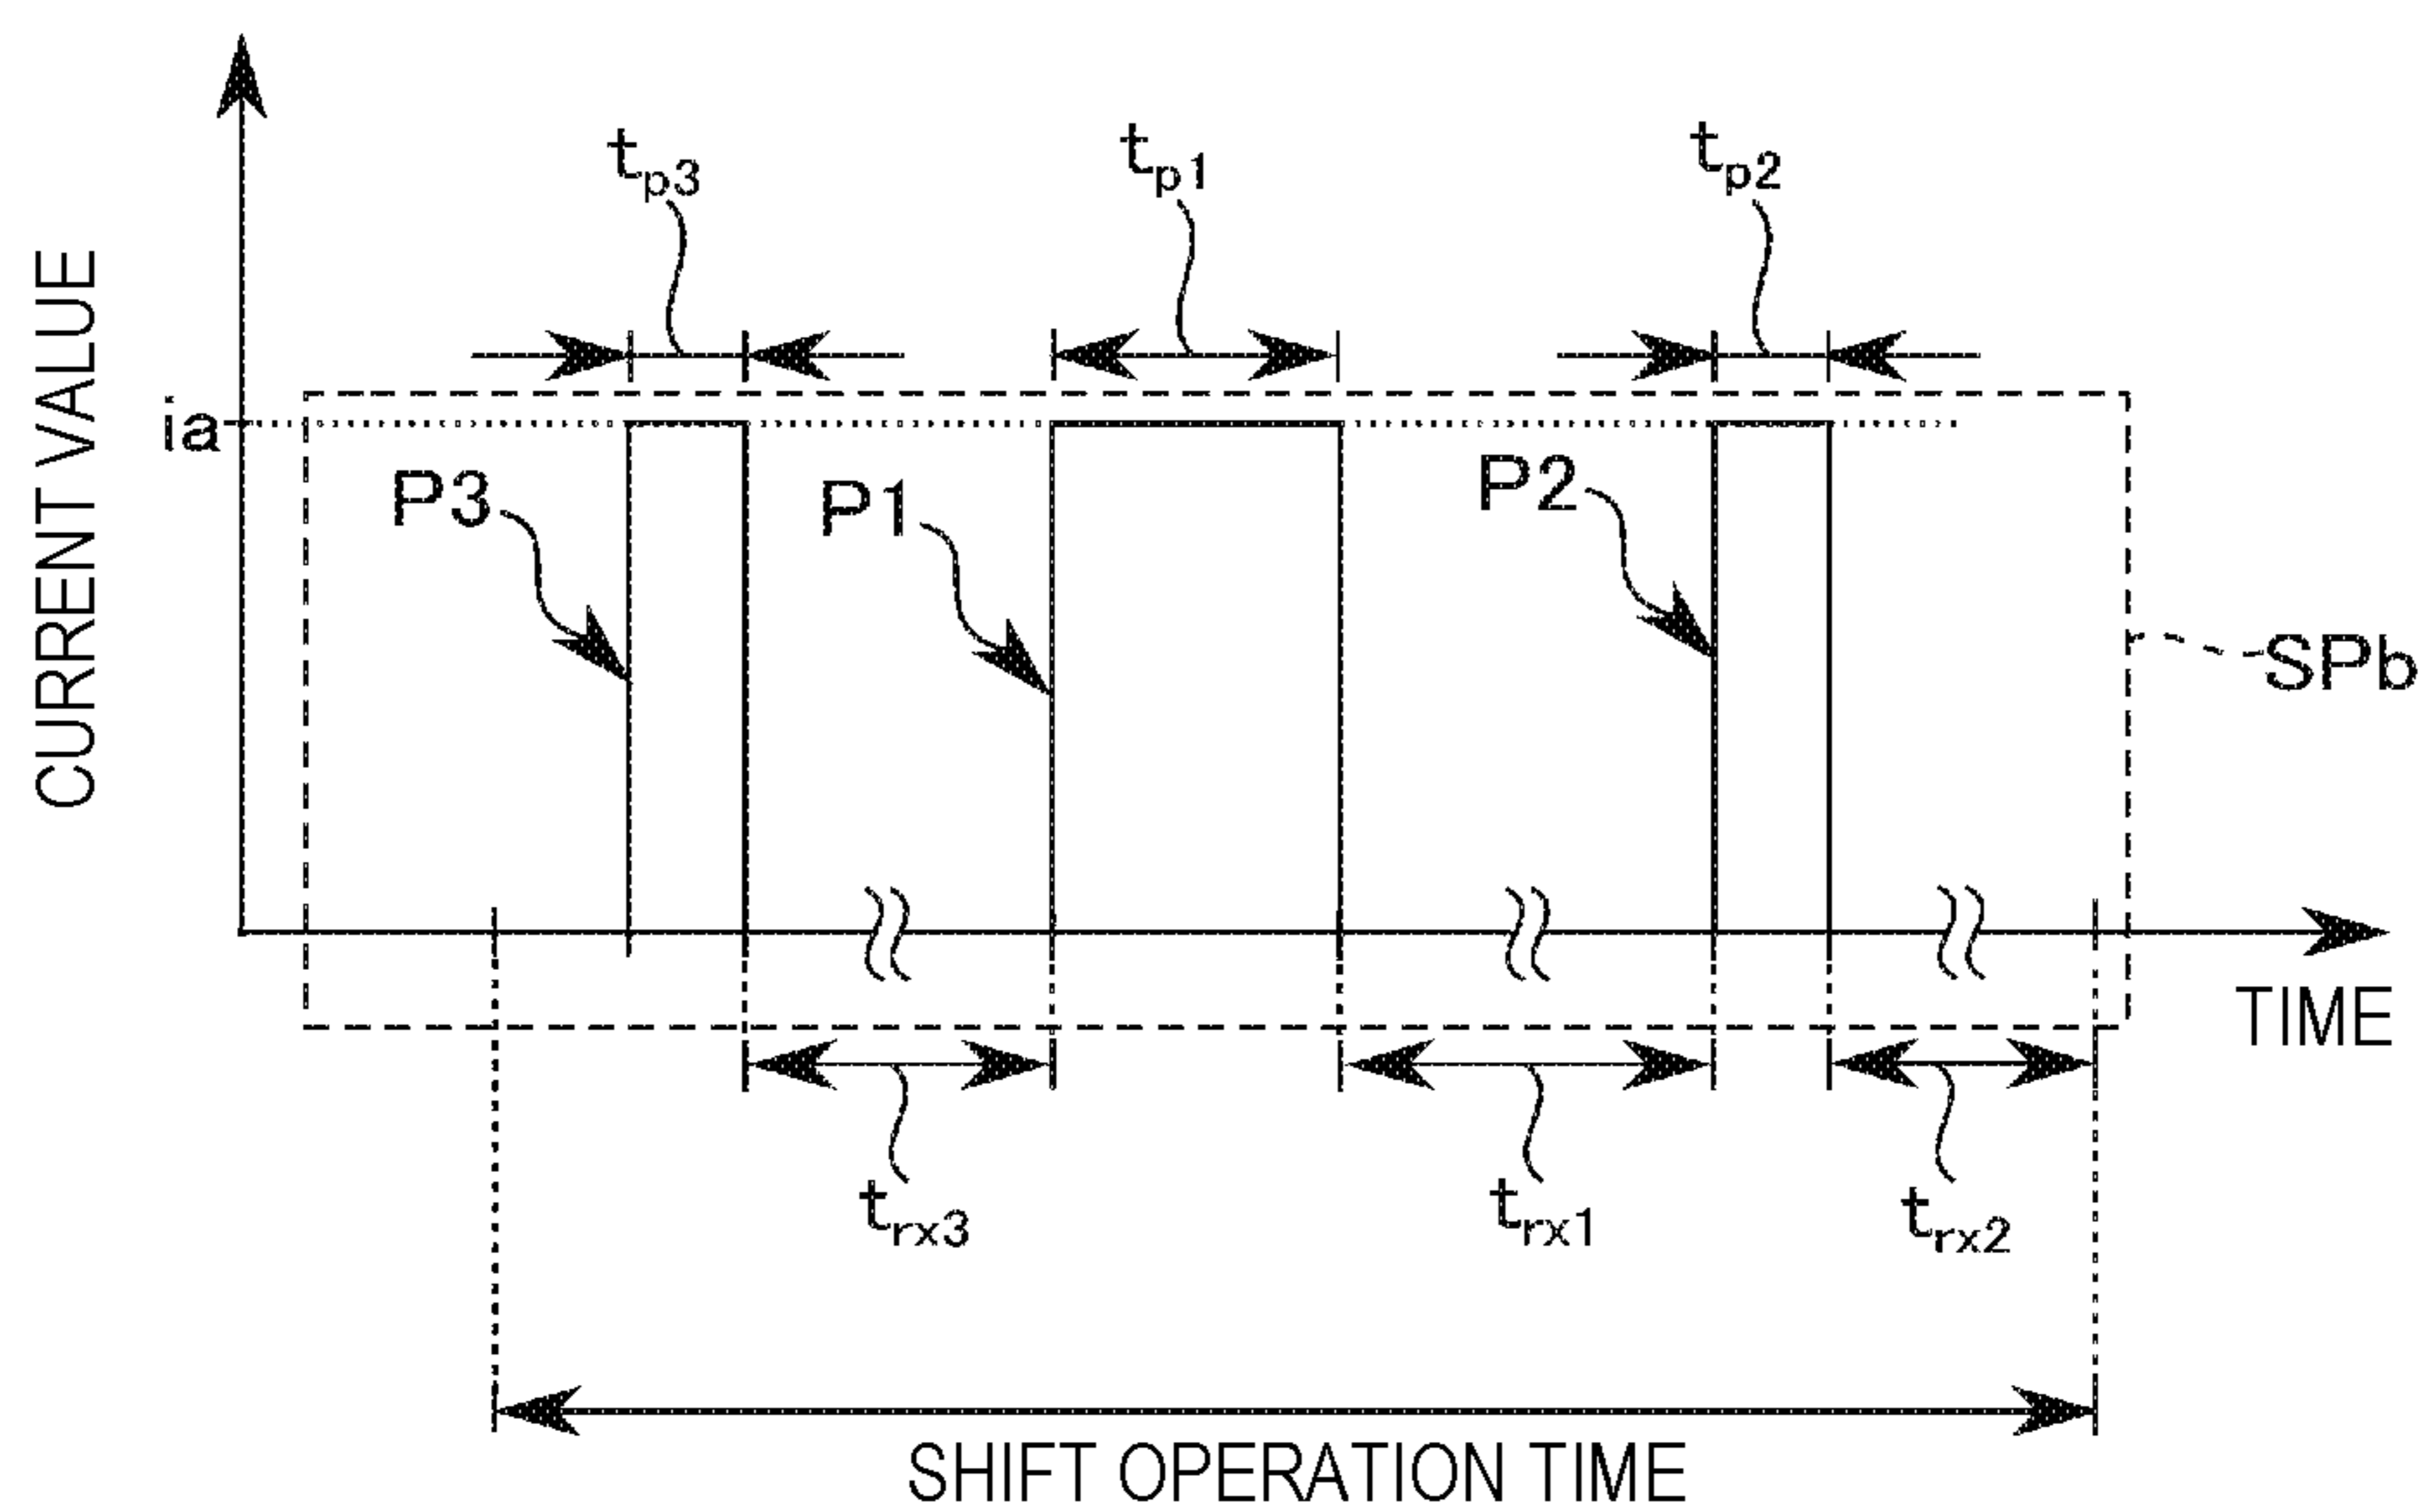 t_p3
t_p1
t_p2
CURRENT VALUE
ia
P3
P1
P2
SPb
TIME
t_rx3
t_rx1
t_rx2
SHIFT OPERATION TIME